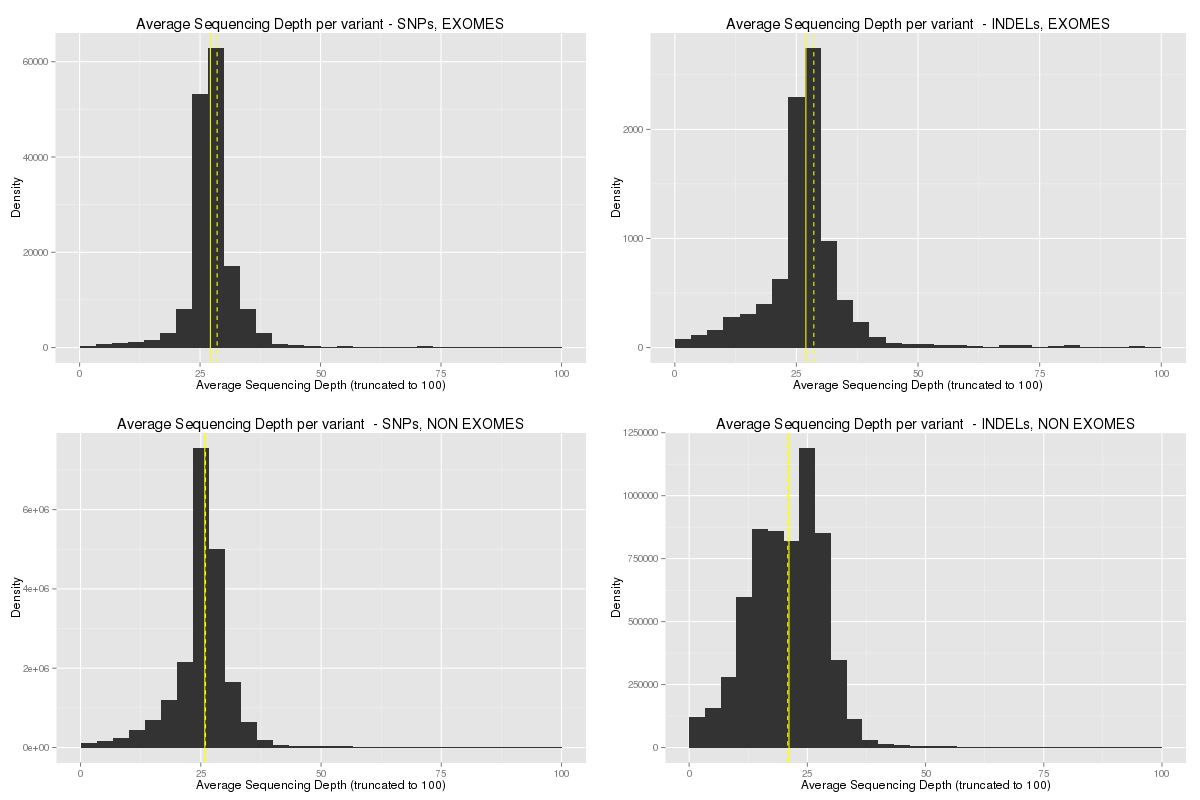 Average Sequencing Depth per variant - SNPs, EXOMES
Density
60000
40000
20000
0
0 25 50 75 100
Average Sequencing Depth (truncated to 100)
Average Sequencing Depth per variant - INDELs, EXOMES
Density
2000
1000
0
0 25 50 75 100
Average Sequencing Depth (truncated to 100)
Average Sequencing Depth per variant - SNPs, NON EXOMES
Density
6e+06
4e+06
2e+06
0e+00
0 25 50 75 100
Average Sequencing Depth (truncated to 100)
Average Sequencing Depth per variant - INDELs, NON EXOMES
Density
1250000
1000000
750000
500000
250000
0
0 25 50 75 100
Average Sequencing Depth (truncated to 100)